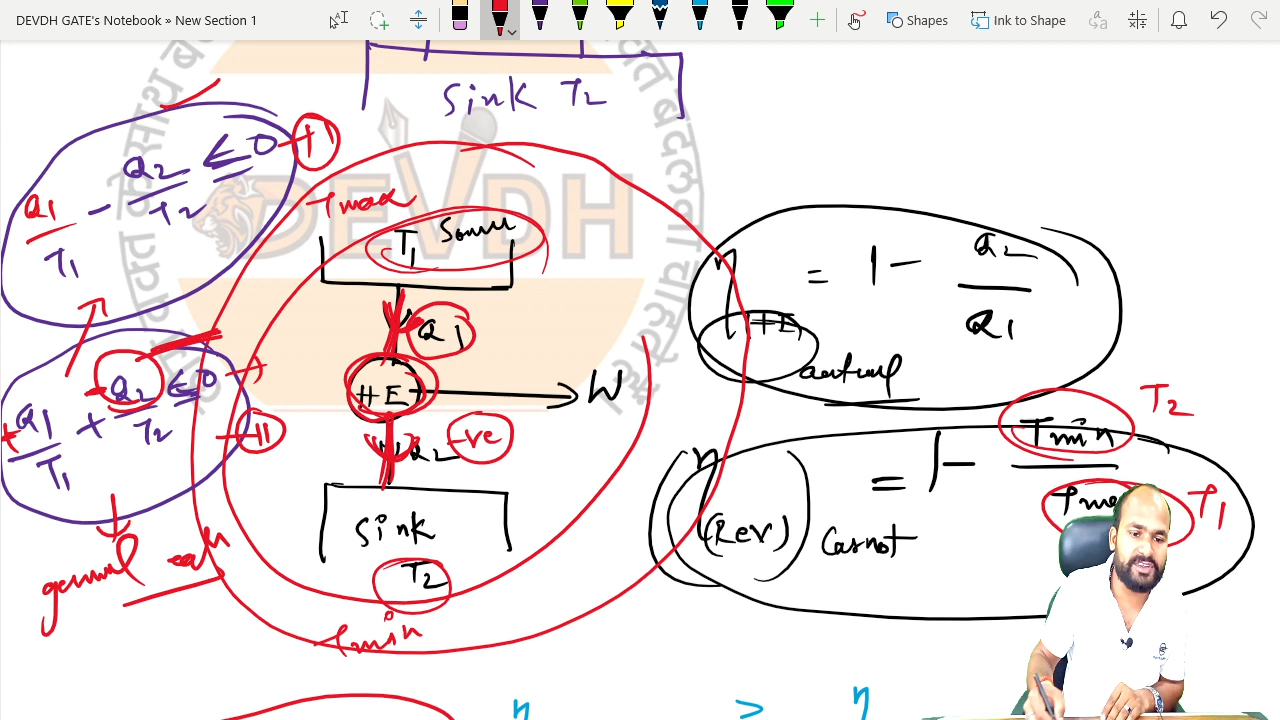 DEVDH GATE's Notebook » New Section 1
Shapes
Ink to Shape
Sink T2
Q1/T1 - Q2/T2 ≤ 0 - I
DEVDH
Tmax
T1 Source
Q1
HE
W
Q2 -ve
Sink
T2
Tmin
Q1/T1 + -Q2/T2 ≤ 0
II
general eqn
η HE = 1 - Q2/Q1
actual
η (Rev) = 1 - Tmin/
T2
T1
Carnot
η > η